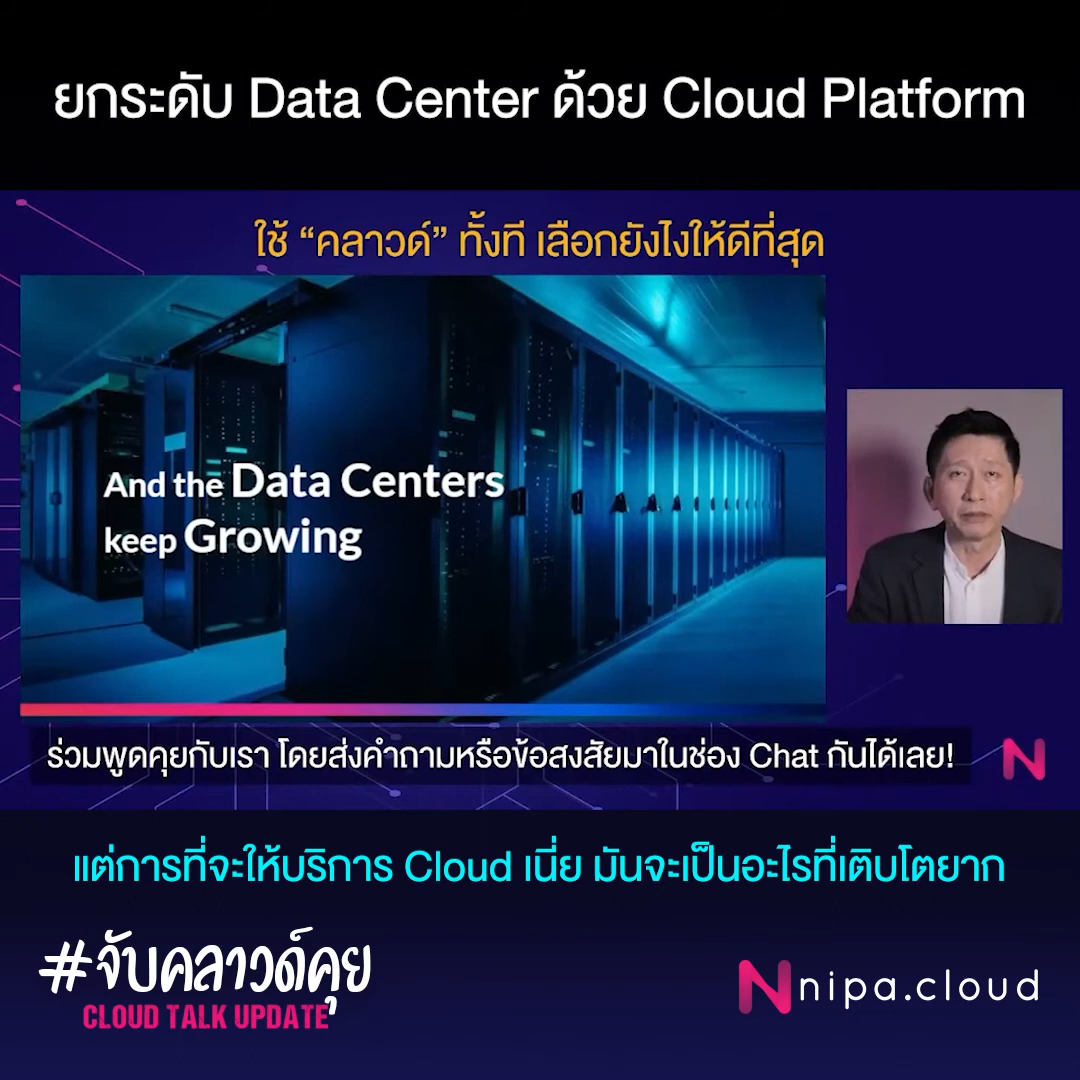 ยกระดับ Data Center ด้วย Cloud Platform
ใช้ “คลาวด์” ทั้งที เลือกยังไงให้ดีที่สุด
And the Data Centers
keep Growing
ร่วมพูดคุยกับเรา โดยส่งคำถามหรือข้อสงสัยมาในช่อง Chat กันได้เลย!
แต่การที่จะให้บริการ Cloud เนี่ย มันจะเป็นอะไรที่เติบโตยาก
#จับคลาวด์คุย
CLOUD TALK UPDATE
nipa.cloud